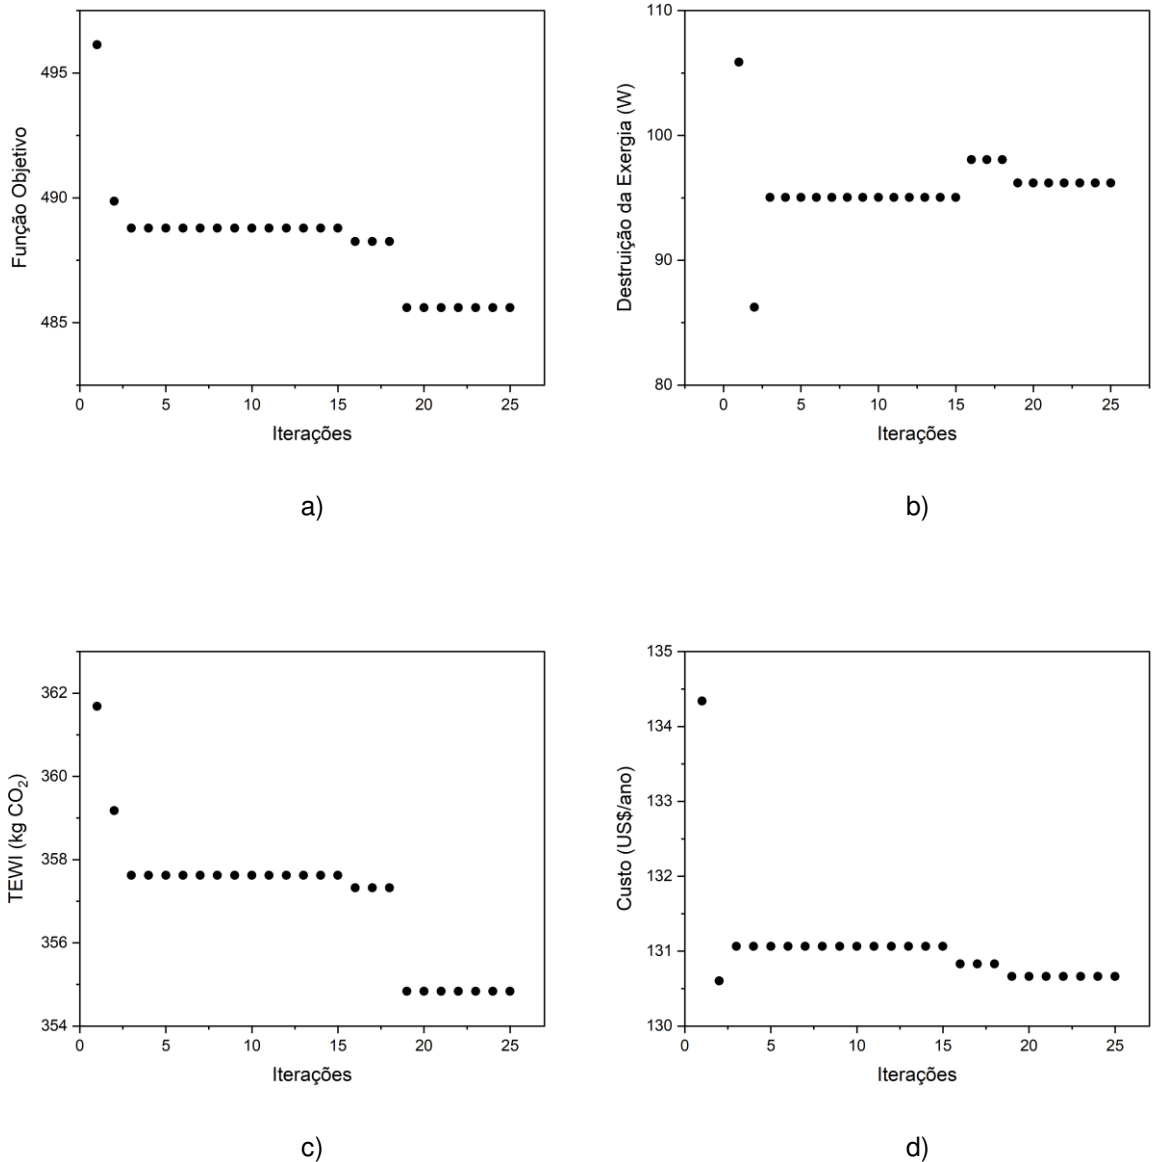 495
490
485
0 5 10 15 20 25
Função Objetivo
Iterações
a)
110
100
90
80
0 5 10 15 20 25
Destruição da Exergia (W)
Iterações
b)
362
360
358
356
354
0 5 10 15 20 25
TEWI (kg CO₂)
Iterações
c)
135
134
133
132
131
130
0 5 10 15 20 25
Custo (US$/ano)
Iterações
d)